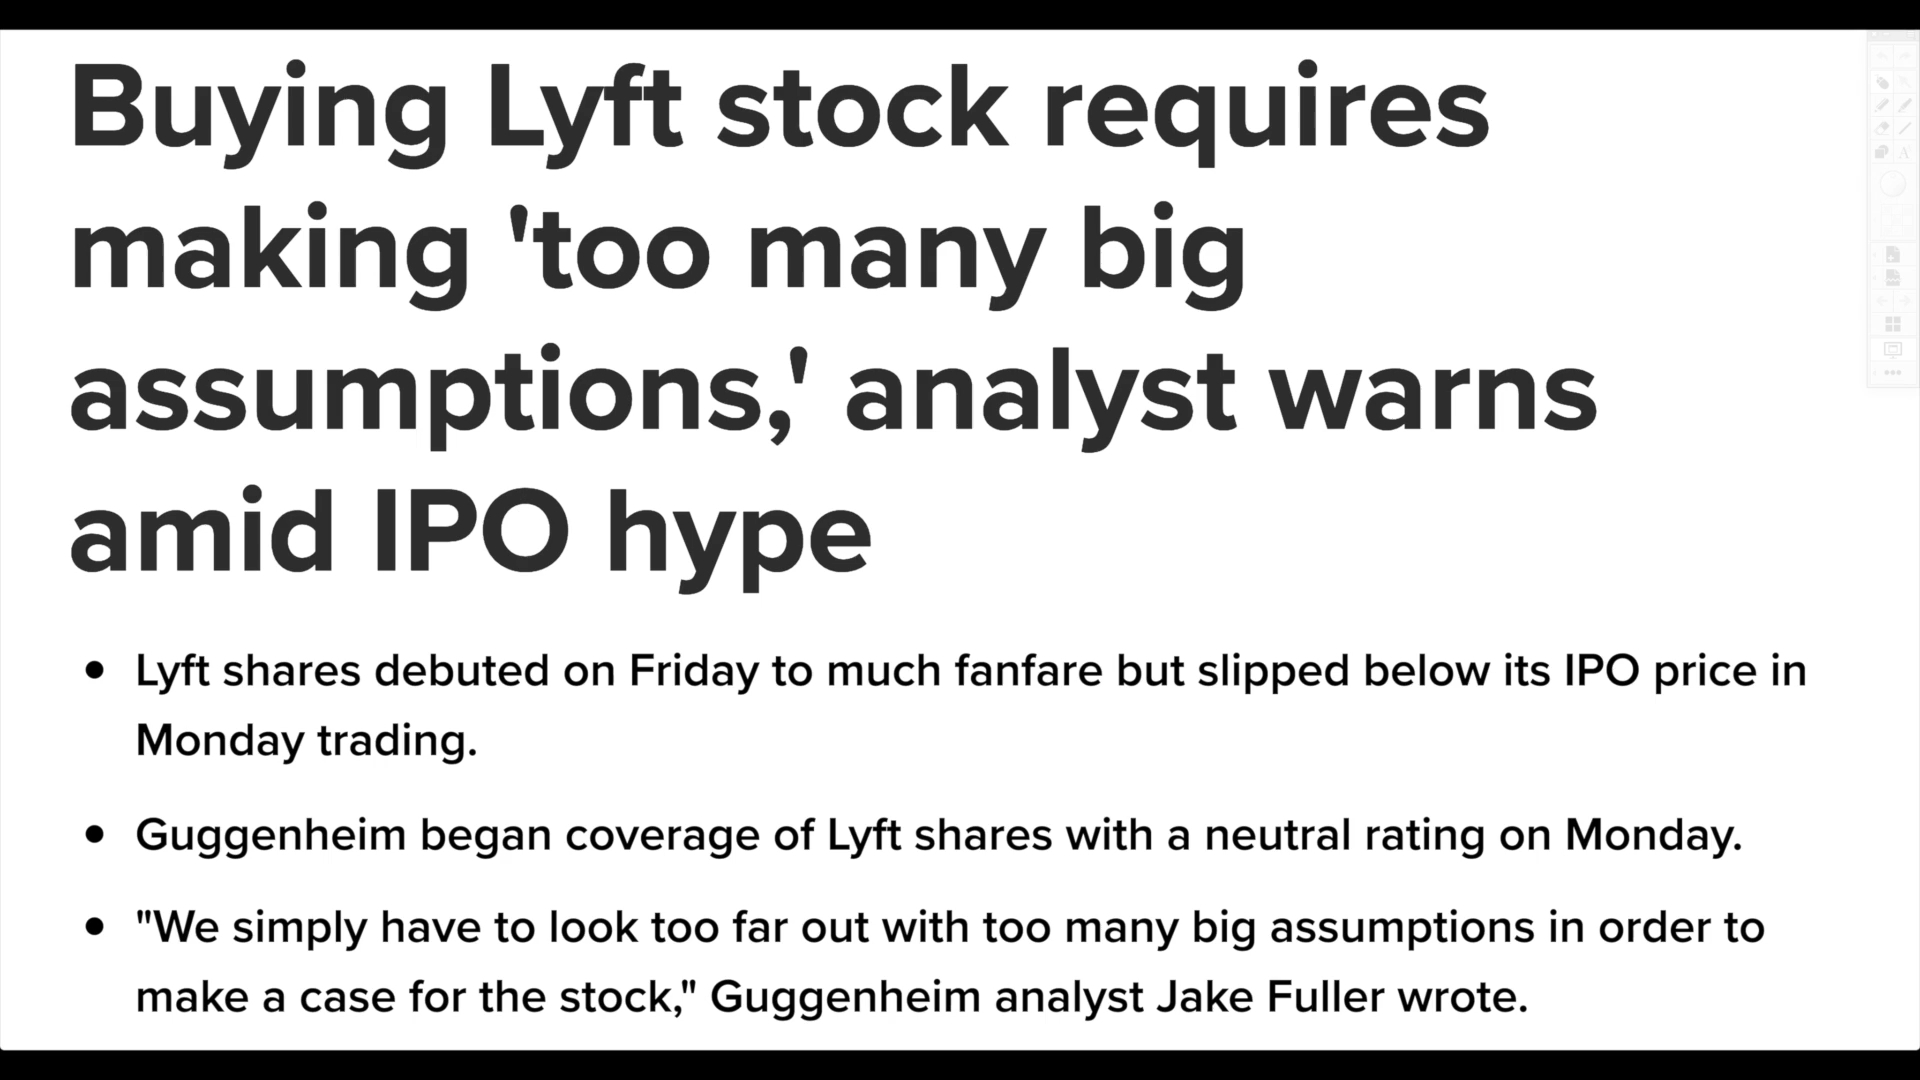 Buying Lyft stock requires
making 'too many big
assumptions,' analyst warns
amid IPO hype
• Lyft shares debuted on Friday to much fanfare but slipped below its IPO price in
Monday trading.
• Guggenheim began coverage of Lyft shares with a neutral rating on Monday.
• "We simply have to look too far out with too many big assumptions in order to
make a case for the stock," Guggenheim analyst Jake Fuller wrote.